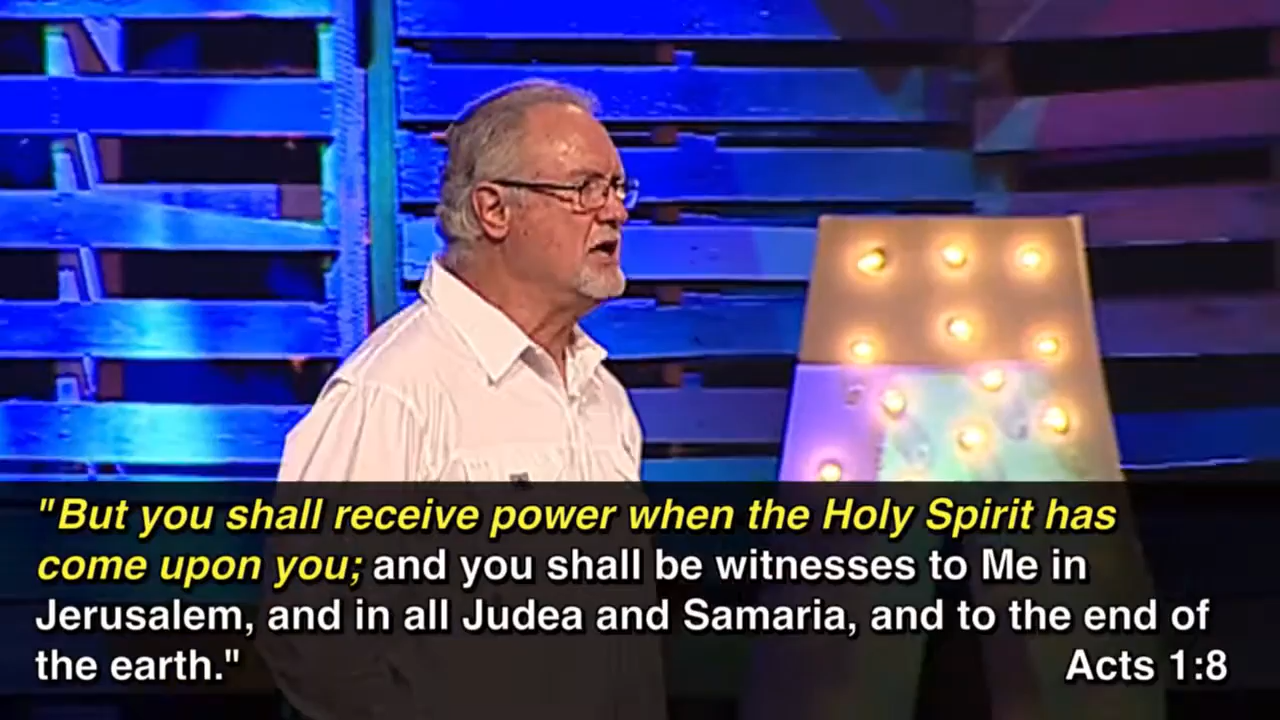 "But you shall receive power when the Holy Spirit has
come upon you; and you shall be witnesses to Me in
Jerusalem, and in all Judea and Samaria, and to the end of
the earth." Acts 1:8